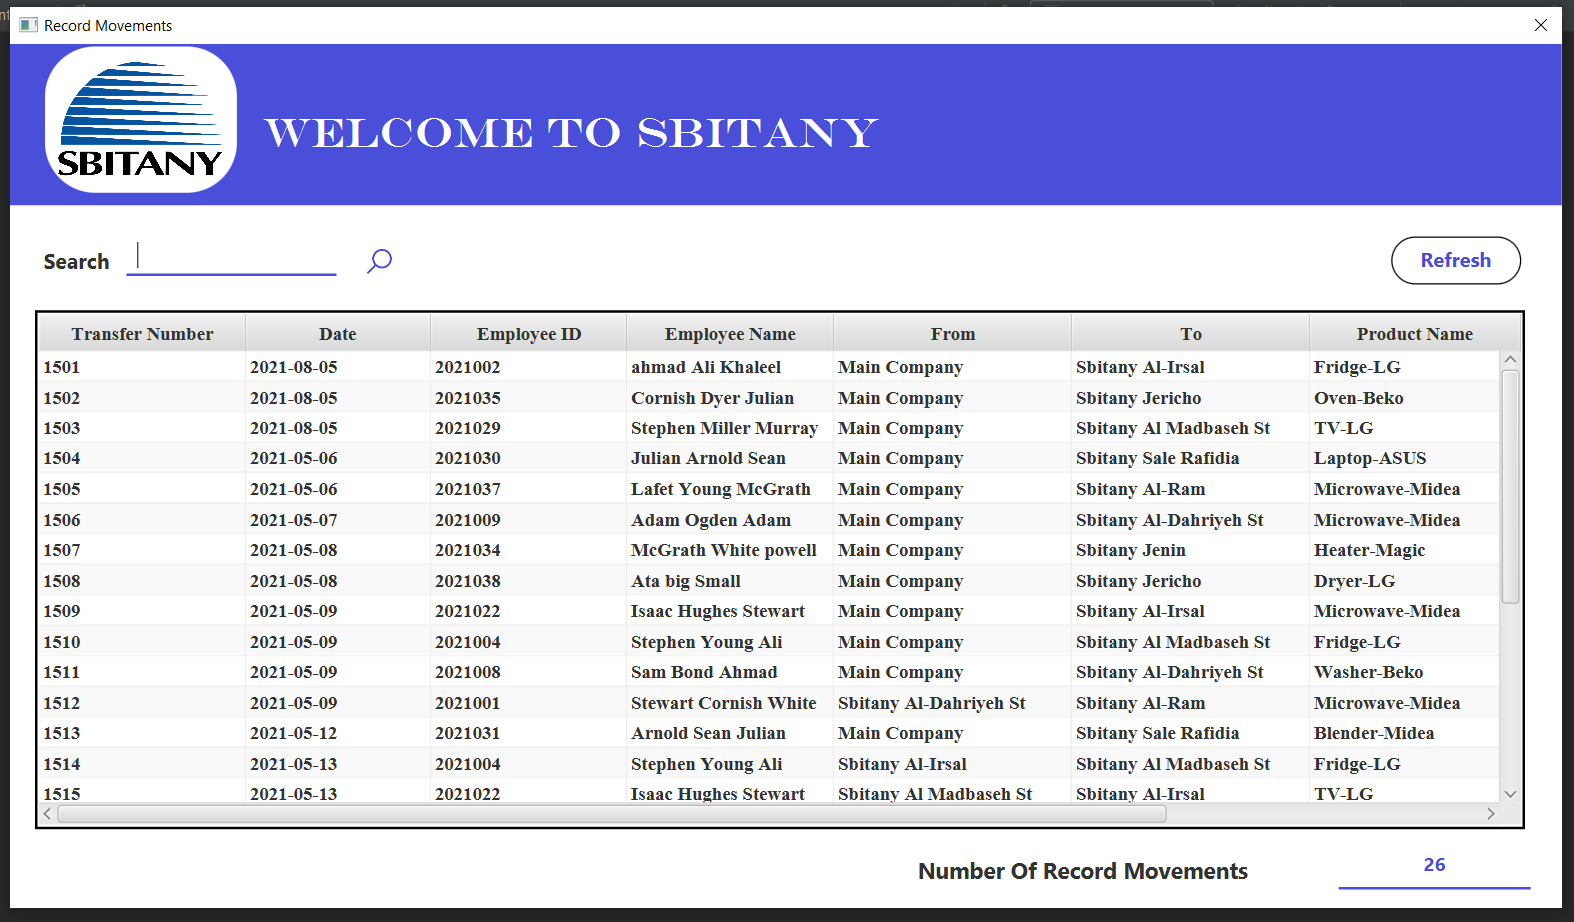 Record Movements
SBITANY
WELCOME TO SBITANY
Search
Refresh
Transfer Number Date Employee ID Employee Name From To Product Name
1501 2021-08-05 2021002 ahmad Ali Khaleel Main Company Sbitany Al-Irsal Fridge-LG
1502 2021-08-05 2021035 Cornish Dyer Julian Main Company Sbitany Jericho Oven-Beko
1503 2021-08-05 2021029 Stephen Miller Murray Main Company Sbitany Al Madbaseh St TV-LG
1504 2021-05-06 2021030 Julian Arnold Sean Main Company Sbitany Sale Rafidia Laptop-ASUS
1505 2021-05-06 2021037 Lafet Young McGrath Main Company Sbitany Al-Ram Microwave-Midea
1506 2021-05-07 2021009 Adam Ogden Adam Main Company Sbitany Al-Dahriyeh St Microwave-Midea
1507 2021-05-08 2021034 McGrath White powell Main Company Sbitany Jenin Heater-Magic
1508 2021-05-08 2021038 Ata big Small Main Company Sbitany Jericho Dryer-LG
1509 2021-05-09 2021022 Isaac Hughes Stewart Main Company Sbitany Al-Irsal Microwave-Midea
1510 2021-05-09 2021004 Stephen Young Ali Main Company Sbitany Al Madbaseh St Fridge-LG
1511 2021-05-09 2021008 Sam Bond Ahmad Main Company Sbitany Al-Dahriyeh St Washer-Beko
1512 2021-05-09 2021001 Stewart Cornish White Sbitany Al-Dahriyeh St Sbitany Al-Ram Microwave-Midea
1513 2021-05-12 2021031 Arnold Sean Julian Main Company Sbitany Sale Rafidia Blender-Midea
1514 2021-05-13 2021004 Stephen Young Ali Sbitany Al-Irsal Sbitany Al Madbaseh St Fridge-LG
1515 2021-05-13 2021022 Isaac Hughes Stewart Sbitany Al Madbaseh St Sbitany Al-Irsal TV-LG
Number Of Record Movements 26